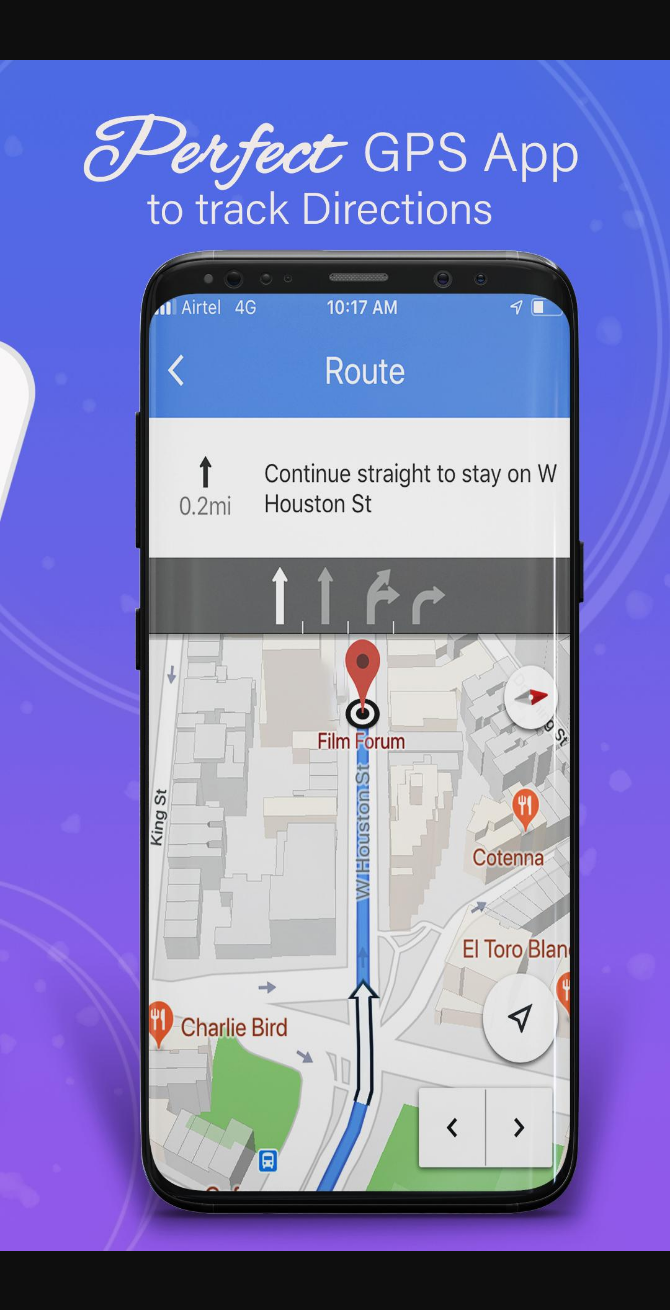 Perfect GPS App
to track Directions
Airtel 4G 10:17 AM
Route
Continue straight to stay on W
0.2mi
Houston St
Film Forum
King St
W Houston St
Cotenna
El Toro Blan
Charlie Bird